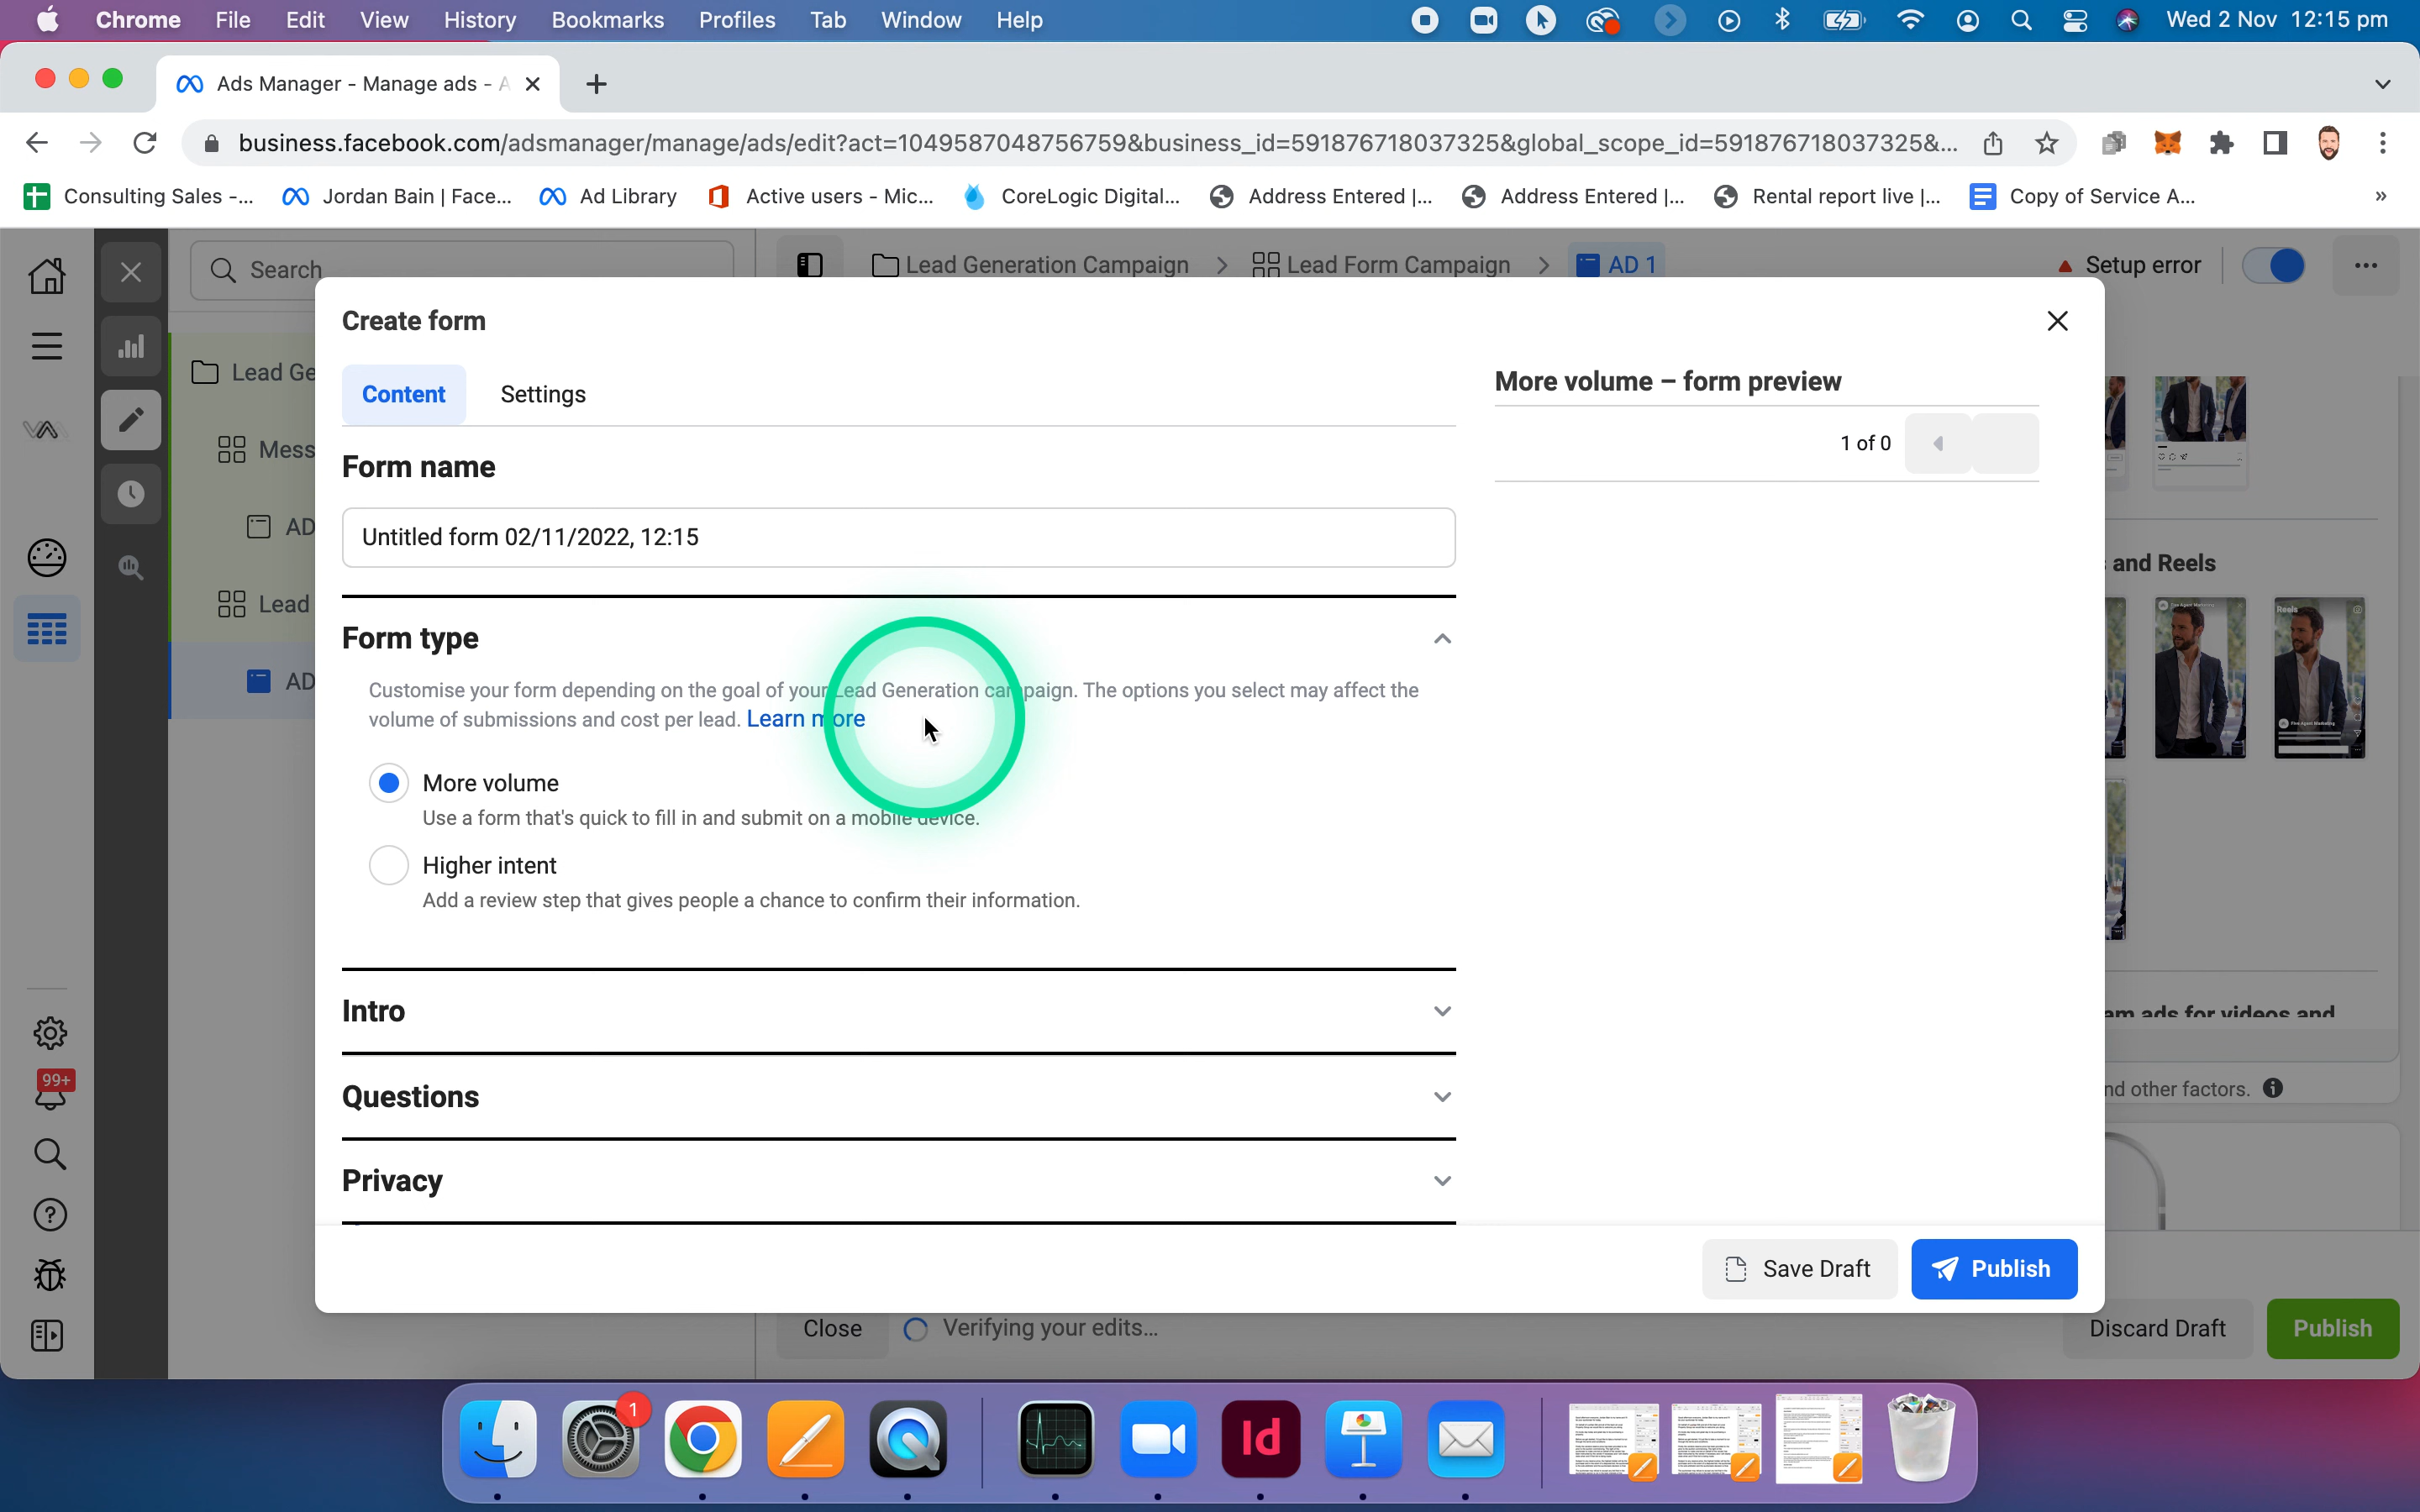 Chrome File Edit View History Bookmarks Profiles Tab Window Help Wed 2 Nov 12:15 pm
Ads Manager - Manage ads - A
business.facebook.com/adsmanager/manage/ads/edit?act=1049587048756759&business_id=591876718037325&global_scope_id=591876718037325&...
Consulting Sales -... Jordan Bain | Face... Ad Library Active users - Mic... CoreLogic Digital... Address Entered |... Address Entered |... Rental report live |... Copy of Service A... »
Search Lead Generation Campaign > Lead Form Campaign > AD 1 Setup error
Create form
Lead Ge
Content Settings
More volume – form preview
1 of 0
Mess
Form name
AD
Untitled form 02/11/2022, 12:15
and Reels
Reels
Lead
Form type
AD
Customise your form depending on the goal of your Lead Generation campaign. The options you select may affect the
volume of submissions and cost per lead. Learn more
More volume
Use a form that's quick to fill in and submit on a mobile device.
Higher intent
Add a review step that gives people a chance to confirm their information.
Intro
am ads for videos and
99+
Questions
nd other factors.
Privacy
Save Draft Publish
Close Verifying your edits... Discard Draft Publish
1
Id